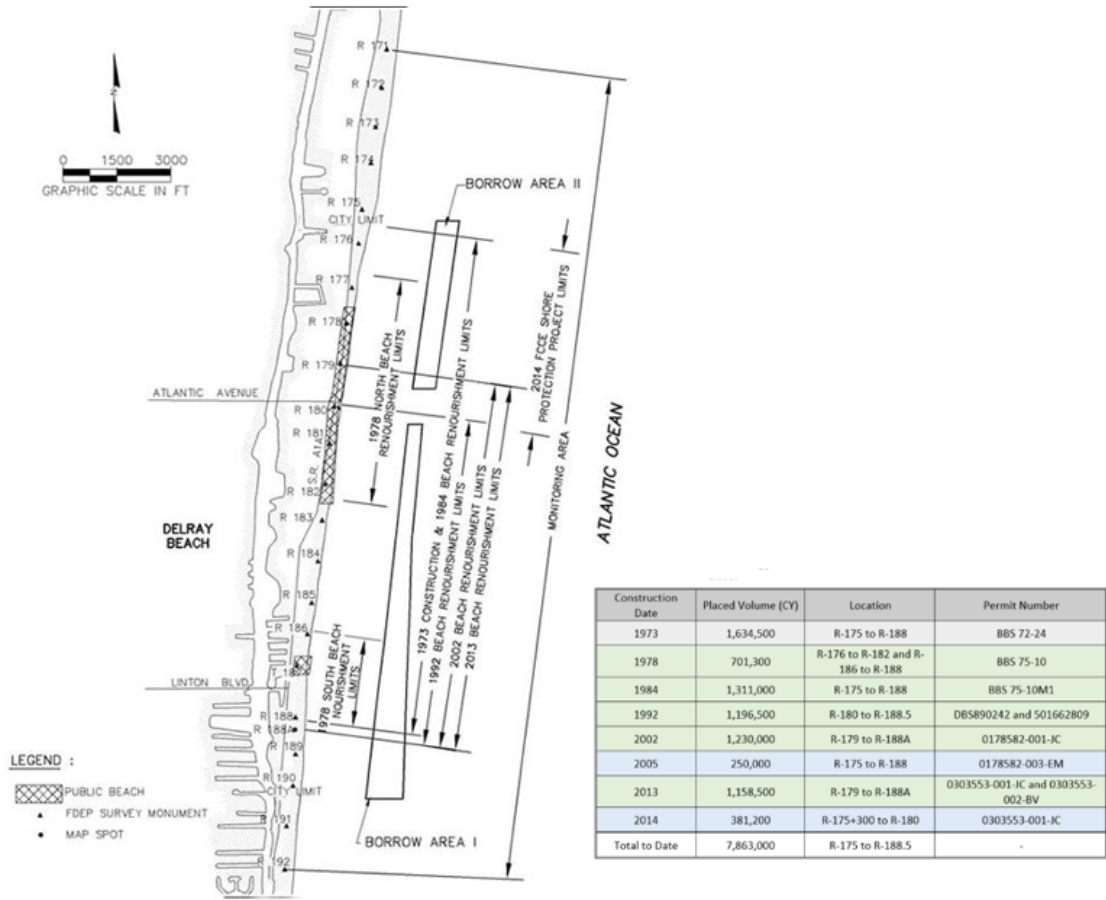 R 171
R 172
R 173
R 174
R 175
CITY LIMIT
R 176
R 177
R 178
R 179
ATLANTIC AVENUE
R 180
R 181
S.R. A1A
R 182
R 183
R 184
R 185
R 186
LINTON BLVD
R 188
R 188A
R 189
R 190
CITY LIMIT
R 191
R 192
N
0 1500 3000
GRAPHIC SCALE IN FT
DELRAY
BEACH
BORROW AREA II
1978 NORTH BEACH
RENOURISHMENT LIMITS
1978 SOUTH BEACH
NOURISHMENT
LIMITS
1973 CONSTRUCTION & 1984 BEACH RENOURISHMENT LIMITS
1992 BEACH RENOURISHMENT LIMITS
2002 BEACH RENOURISHMENT LIMITS
2013 BEACH RENOURISHMENT LIMITS
2014 FCCE SHORE
PROTECTION PROJECT LIMITS
MONITORING AREA
ATLANTIC OCEAN
BORROW AREA I
LEGEND :
PUBLIC BEACH
FDEP SURVEY MONUMENT
MAP SPOT
Construction Date Placed Volume (CY) Location Permit Number
1973 1,634,500 R-175 to R-188 BBS 72-24
1978 701,300 R-176 to R-182 and R-186 to R-188 BBS 75-10
1984 1,311,000 R-175 to R-188 BBS 75-10M1
1992 1,196,500 R-180 to R-188.5 DBS890242 and 501662809
2002 1,230,000 R-179 to R-188A 0178582-001-JC
2005 250,000 R-175 to R-188 0178582-003-EM
2013 1,158,500 R-179 to R-188A 0303553-001-JC and 0303553-002-BV
2014 381,200 R-175+300 to R-180 0303553-001-JC
Total to Date 7,863,000 R-175 to R-188.5 -